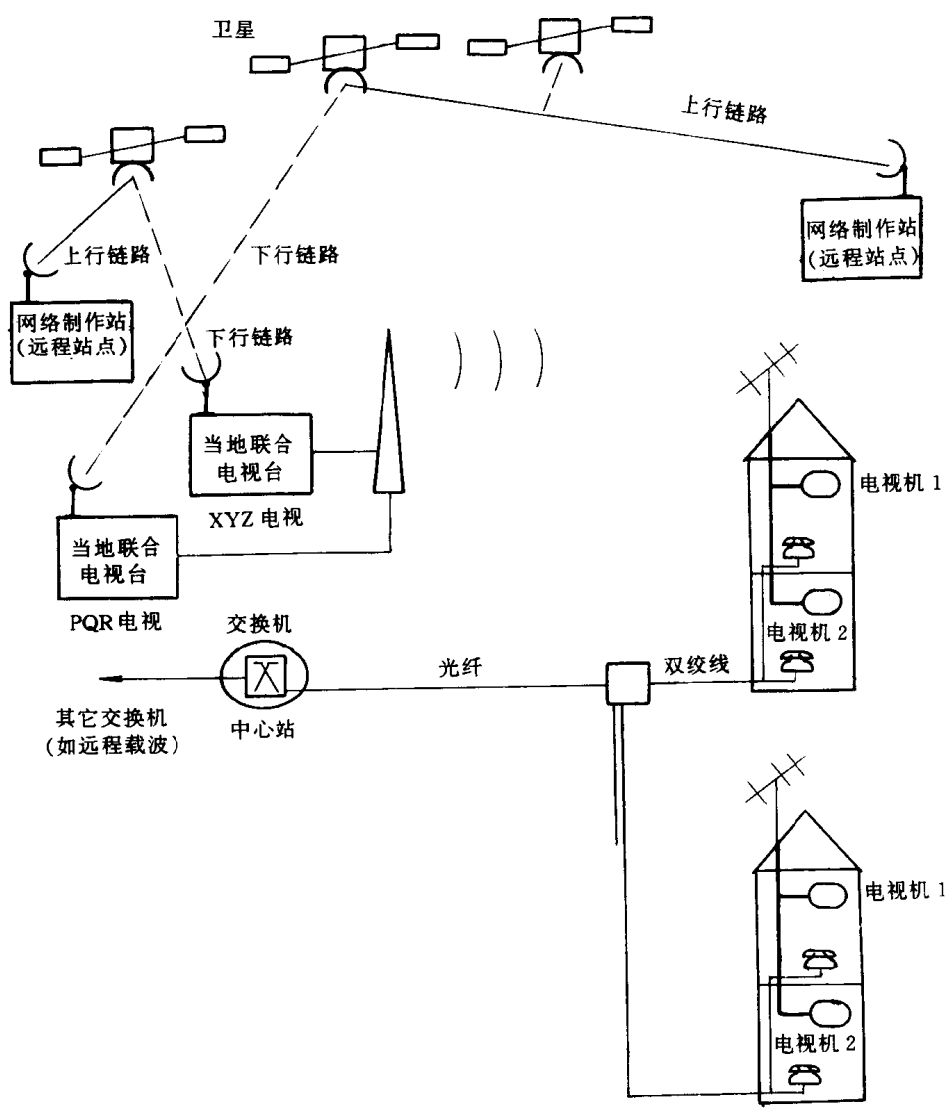 卫星
上行链路
网络制作站
(远程站点)
上行链路
下行链路
网络制作站
(远程站点)
下行链路
当地联合
电视台
XYZ 电视
当地联合
电视台
PQR 电视
电视机 1
电视机 2
交换机
光纤
双绞线
中心站
其它交换机
(如远程载波)
电视机 1
电视机 2